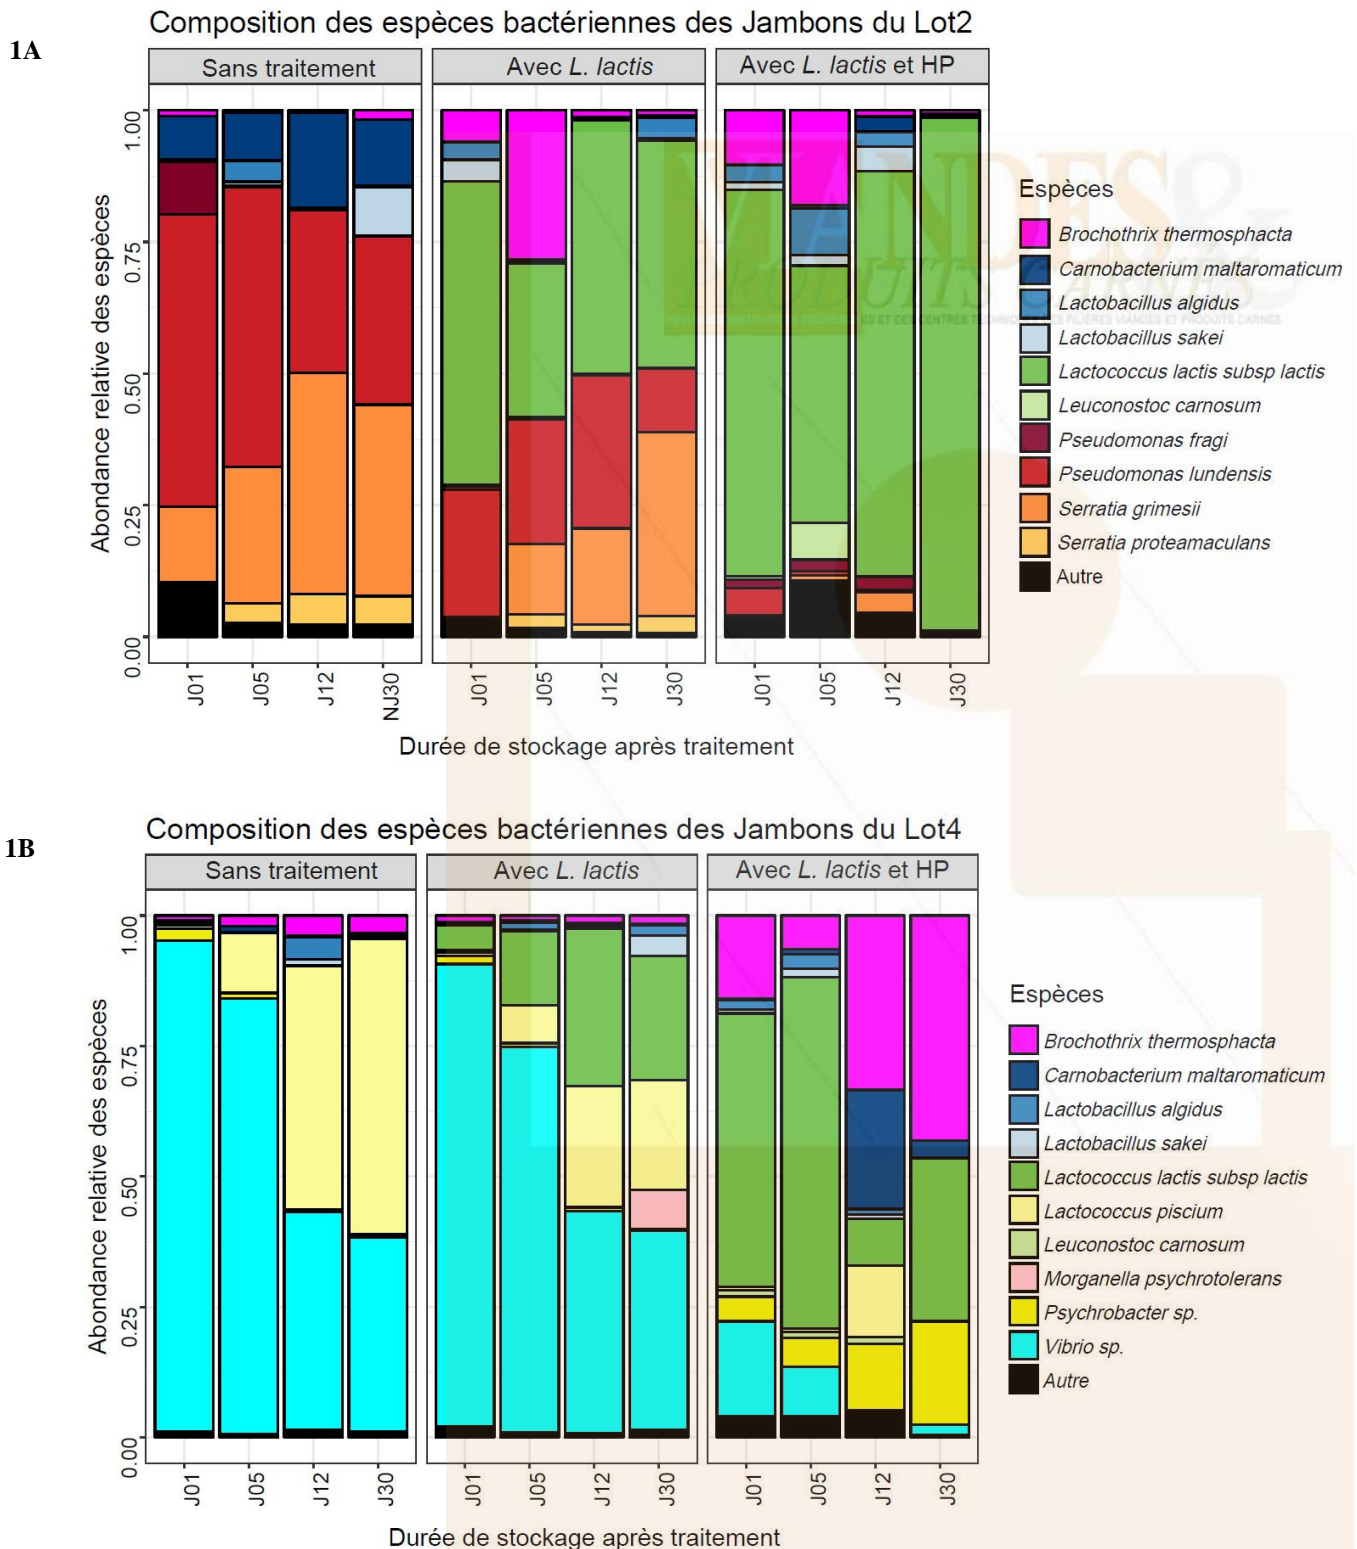 1A
Composition des espèces bactériennes des Jambons du Lot2
Sans traitement
Avec L. lactis
Avec L. lactis et HP
Abondance relative des espèces
1.00
0.75
0.50
0.25
0.00
J01
J05
J12
NJ30
J01
J05
J12
J30
J01
J05
J12
J30
Durée de stockage après traitement
Espèces
Brochothrix thermosphacta
Carnobacterium maltaromaticum
Lactobacillus algidus
Lactobacillus sakei
Lactococcus lactis subsp lactis
Leuconostoc carnosum
Pseudomonas fragi
Pseudomonas lundensis
Serratia grimesii
Serratia proteamaculans
Autre
VIANDES &
PRODUITS CARNÉS
1B
Composition des espèces bactériennes des Jambons du Lot4
Sans traitement
Avec L. lactis
Avec L. lactis et HP
Abondance relative des espèces
1.00
0.75
0.50
0.25
0.00
J01
J05
J12
J30
J01
J05
J12
J30
J01
J05
J12
J30
Durée de stockage après traitement
Espèces
Brochothrix thermosphacta
Carnobacterium maltaromaticum
Lactobacillus algidus
Lactobacillus sakei
Lactococcus lactis subsp lactis
Lactococcus piscium
Leuconostoc carnosum
Morganella psychrotolerans
Psychrobacter sp.
Vibrio sp.
Autre